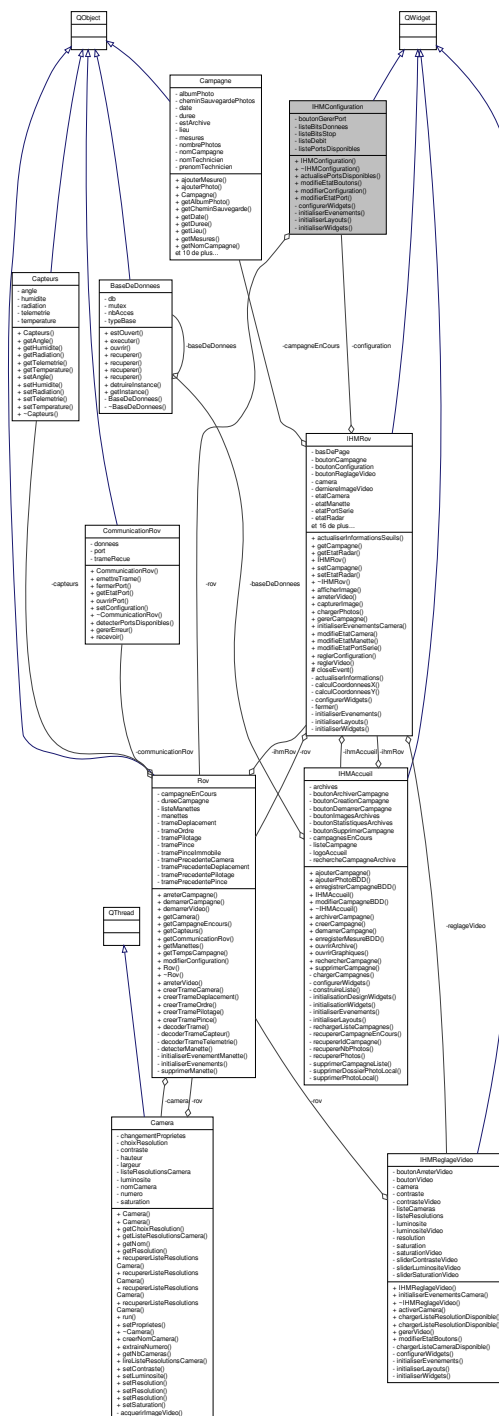 QObject
QWidget
Campagne
- albumPhoto
- cheminSauvegardePhotos
- date
- duree
- estArchive
- lieu
- mesures
- nombrePhotos
- nomCampagne
- nomTechnicien
- prenomTechnicien
+ ajouterMesure()
+ ajouterPhoto()
+ Campagne()
+ getAlbumPhoto()
+ getCheminSauvegarde()
+ getDate()
+ getDuree()
+ getLieu()
+ getMesures()
+ getNomCampagne()
et 10 de plus...
IHMConfiguration
- boutonGererPort
- listeBitsDonnees
- listeBitsStop
- listeDebit
- listePortsDisponibles
+ IHMConfiguration()
+ ~IHMConfiguration()
+ actualisePortsDisponibles()
+ modifieEtatBoutons()
+ modifierConfiguration()
+ modifieEtatPort()
- configurerWidgets()
- initialiserEvenements()
- initialiserLayouts()
- initialiserWidgets()
Capteurs
- angle
- humidite
- radiation
- telemetrie
- temperature
+ Capteurs()
+ getAngle()
+ getHumidite()
+ getRadiation()
+ getTelemetrie()
+ getTemperature()
+ setAngle()
+ setHumidite()
+ setRadiation()
+ setTelemetrie()
+ setTemperature()
+ ~Capteurs()
BaseDeDonnees
- db
- mutex
- nbAcces
- typeBase
+ estOuvert()
+ executer()
+ ouvrir()
+ recuperer()
+ recuperer()
+ recuperer()
+ recuperer()
+ detruireInstance()
+ getInstance()
- BaseDeDonnees()
- ~BaseDeDonnees()
-baseDeDonnees
-campagneEnCours
-configuration
IHMRov
- basDePage
- boutonCampagne
- boutonConfiguration
- boutonReglageVideo
- camera
- derniereImageVideo
- etatCamera
- etatManette
- etatPortSerie
- etatRadar
et 16 de plus...
+ actualiserInformationsSeuils()
+ getCampagne()
+ getEtatRadar()
+ IHMRov()
+ setCampagne()
+ setEtatRadar()
+ ~IHMRov()
+ afficherImage()
+ arreterVideo()
+ capturerImage()
+ chargerPhotos()
+ gererCampagne()
+ initialiserEvenementsCamera()
+ modifieEtatCamera()
+ modifieEtatManette()
+ modifieEtatPortSerie()
+ reglerConfiguration()
+ reglerVideo()
# closeEvent()
- actualiserInformations()
- calculCoordonneesX()
- calculCoordonneesY()
- configurerWidgets()
- fermer()
- initialiserEvenements()
- initialiserLayouts()
- initialiserWidgets()
CommunicationRov
- donnees
- port
- trameRecue
+ CommunicationRov()
+ emettreTrame()
+ fermerPort()
+ getEtatPort()
+ ouvrirPort()
+ setConfiguration()
+ ~CommunicationRov()
+ detecterPortsDisponibles()
+ gererErreur()
+ recevoir()
-capteurs
-rov
-baseDeDonnees
-communicationRov
-ihmRov
-rov
-ihmAccueil
-ihmRov
Rov
- campagneEnCours
- dureeCampagne
- listeManettes
- manettes
- trameDeplacement
- trameOrdre
- tramePilotage
- tramePince
- tramePinceImmobile
- tramePrecedenteCamera
- tramePrecedenteDeplacement
- tramePrecedentePilotage
- tramePrecedentePince
+ arreterCampagne()
+ demarrerCampagne()
+ demarrerVideo()
+ getCamera()
+ getCampagneEncours()
+ getCapteurs()
+ getCommunicationRov()
+ getManettes()
+ getTempsCampagne()
+ modifierConfiguration()
+ Rov()
+ ~Rov()
+ arreterVideo()
+ creerTrameCamera()
+ creerTrameDeplacement()
+ creerTrameOrdre()
+ creerTramePilotage()
+ creerTramePince()
+ decoderTrame()
- decoderTrameCapteur()
- decoderTrameTelemetrie()
- detecterManette()
- initialiserEvenementManette()
- initialiserEvenements()
- supprimerManette()
IHMAccueil
- archives
- boutonArchiverCampagne
- boutonCreationCampagne
- boutonDemarrerCampagne
- boutonImagesArchives
- boutonStatistiquesArchives
- boutonSupprimerCampagne
- campagnesEnCours
- listeCampagne
- logoAccueil
- rechercheCampagneArchive
+ ajouterCampagne()
+ ajouterPhotoBDD()
+ enregistrerCampagneBDD()
+ IHMAccueil()
+ modifierCampagneBDD()
+ ~IHMAccueil()
+ archiverCampagne()
+ creerCampagne()
+ demarrerCampagne()
+ enregisterMesureBDD()
+ ouvrirArchive()
+ ouvrirGraphiques()
+ rechercherCampagne()
+ supprimerCampagne()
- chargerCampagnes()
- configurerWidgets()
- construireListe()
- initialisationDesignWidgets()
- initialisationWidgets()
- initialiserEvenements()
- initialiserLayouts()
- rechargerListeCampagnes()
- recupererCampagneEnCours()
- recupererIdCampagne()
- recupererNbPhotos()
- recupererPhotos()
- supprimerCampagneListe()
- supprimerDossierPhotoLocal()
- supprimerPhotoLocal()
QThread
-reglageVideo
-camera
-rov
-rov
Camera
- changementProprietes
- choixResolution
- contraste
- hauteur
- largeur
- listeResolutionsCamera
- luminosite
- nomCamera
- numero
- saturation
+ Camera()
+ Camera()
+ getChoixResolution()
+ getListeResolutionsCamera()
+ getNom()
+ getResolution()
+ recupererListeResolutions
Camera()
+ recupererListeResolutions
Camera()
+ recupererListeResolutions
Camera()
+ recupererListeResolutions
Camera()
+ run()
+ setProprietes()
+ ~Camera()
+ creerNomCamera()
+ extraireNumero()
+ getNbCameras()
+ lireListeResolutionsCamera()
+ setContraste()
+ setLuminosite()
+ setResolution()
+ setResolution()
+ setResolution()
+ setSaturation()
- acquerirImageVideo()
IHMReglageVideo
- boutonArreterVideo
- boutonVideo
- camera
- contraste
- contrasteVideo
- listeCameras
- listeResolutions
- luminosite
- luminositeVideo
- resolution
- saturation
- saturationVideo
- sliderContrasteVideo
- sliderLuminositeVideo
- sliderSaturationVideo
+ IHMReglageVideo()
+ initialiserEvenementsCamera()
+ ~IHMReglageVideo()
+ activerCamera()
+ chargerListeResolutionDisponible()
+ chargerListeResolutionDisponible()
+ gererVideo()
+ modifierEtatBoutons()
- chargerListeCameraDisponible()
- configurerWidgets()
- initialiserEvenements()
- initialiserLayouts()
- initialiserWidgets()